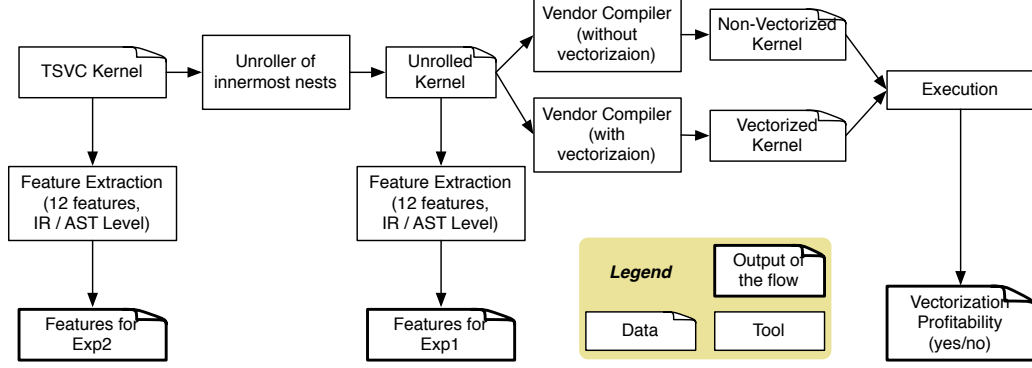 TSVC Kernel
Unroller of
innermost nests
Unrolled
Kernel
Vendor Compiler
(without
vectorizaion)
Non-Vectorized
Kernel
Vendor Compiler
(with
vectorizaion)
Vectorized
Kernel
Execution
Feature Extraction
(12 features,
IR / AST Level)
Feature Extraction
(12 features,
IR / AST Level)
Features for
Exp2
Features for
Exp1
Legend
Output of
the flow
Data
Tool
Vectorization
Profitability
(yes/no)